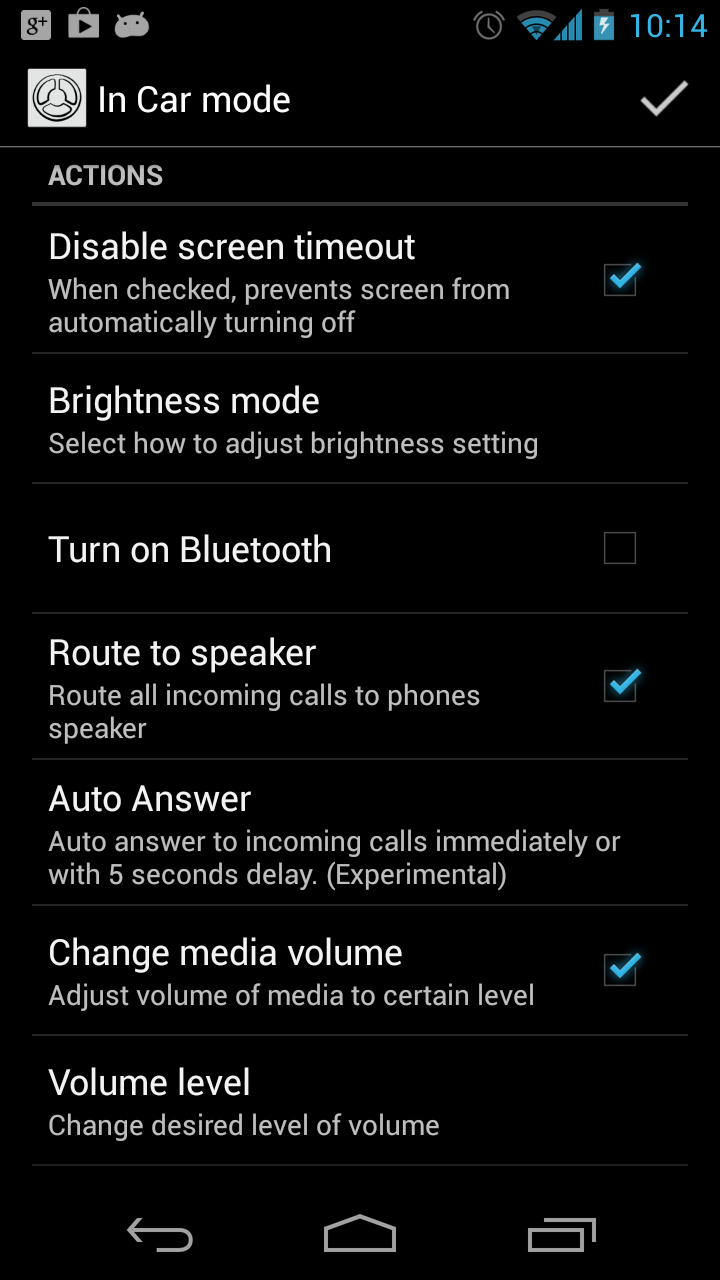 g+
10:14
In Car mode
ACTIONS
Disable screen timeout
When checked, prevents screen from
automatically turning off
Brightness mode
Select how to adjust brightness setting
Turn on Bluetooth
Route to speaker
Route all incoming calls to phones
speaker
Auto Answer
Auto answer to incoming calls immediately or
with 5 seconds delay. (Experimental)
Change media volume
Adjust volume of media to certain level
Volume level
Change desired level of volume